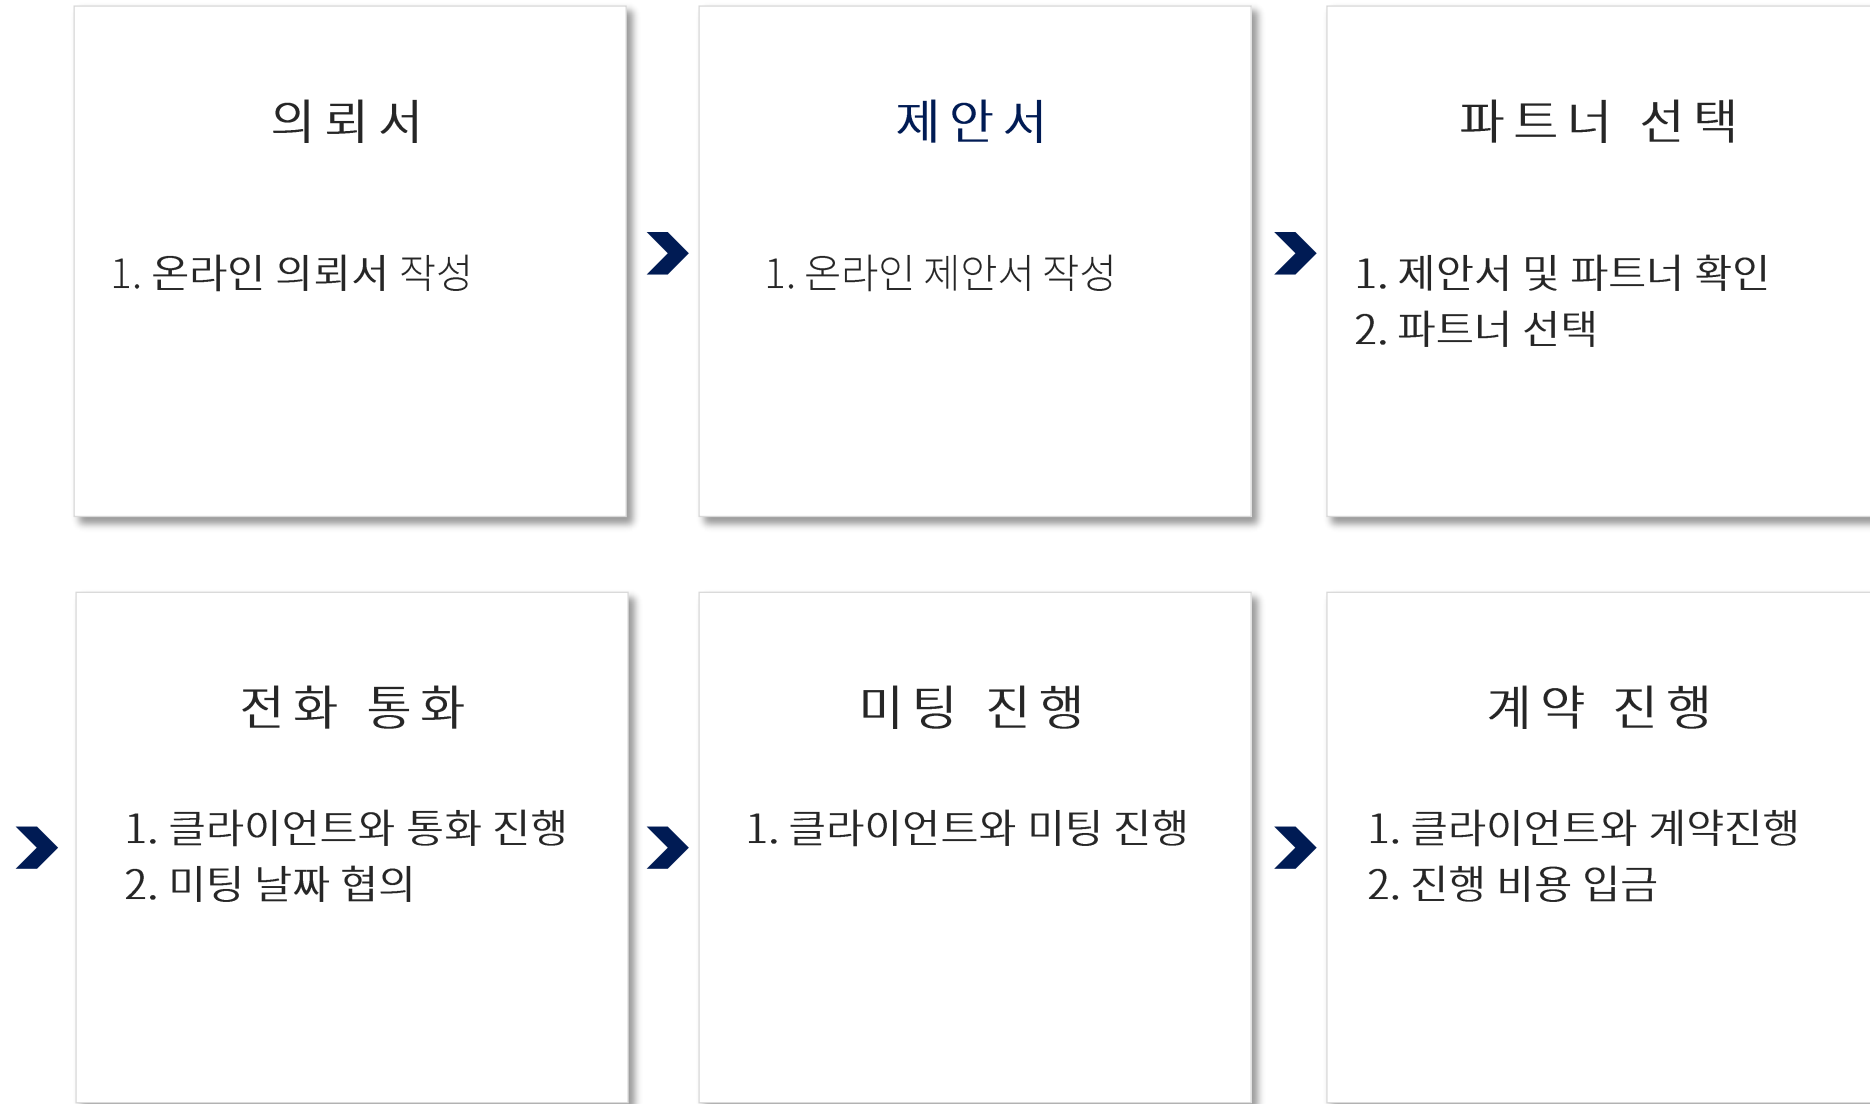 의뢰서
1. 온라인 의뢰서 작성
제안서
1. 온라인 제안서 작성
파트너 선택
1. 제안서 및 파트너 확인
2. 파트너 선택
전화 통화
1. 클라이언트와 통화 진행
2. 미팅 날짜 협의
미팅 진행
1. 클라이언트와 미팅 진행
계약 진행
1. 클라이언트와 계약진행
2. 진행 비용 입금